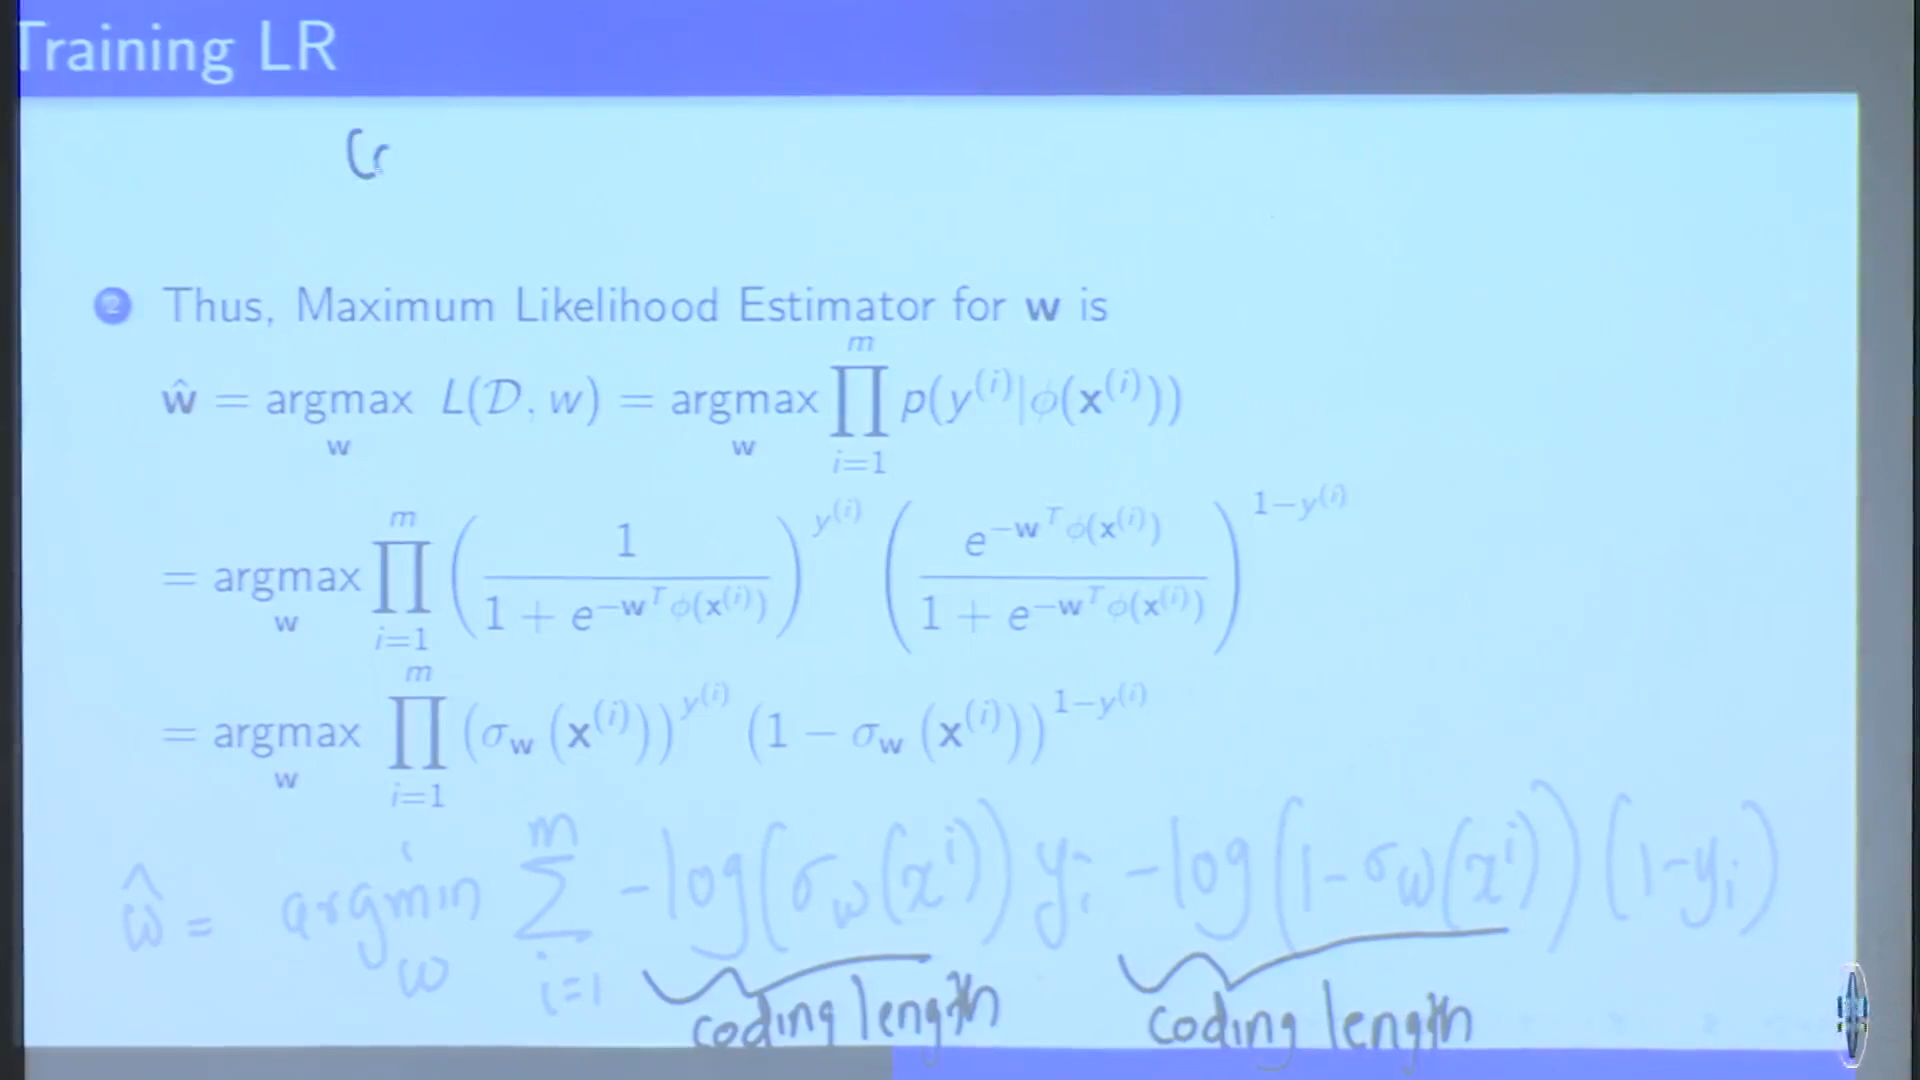 Training LR
Cr
2 Thus, Maximum Likelihood Estimator for w is
ŵ = argmax_w L(D, w) = argmax_w ∏_{i=1}^{m} p(y^{(i)}|ϕ(x^{(i)}))
= argmax_w ∏_{i=1}^{m} (1 / (1 + e^{-w^T ϕ(x^{(i)})}))^{y^{(i)}} (e^{-w^T ϕ(x^{(i)})} / (1 + e^{-w^T ϕ(x^{(i)})}))^{1-y^{(i)}}
= argmax_w ∏_{i=1}^{m} (σ_w(x^{(i)}))^{y^{(i)}} (1 − σ_w(x^{(i)}))^{1-y^{(i)}}
ŵ = argmin_w ∑_{i=1}^{m} -log(σ_w(x^i)) y_i -log(1-σ_w(x^i)) (1-y_i)
coding length coding length